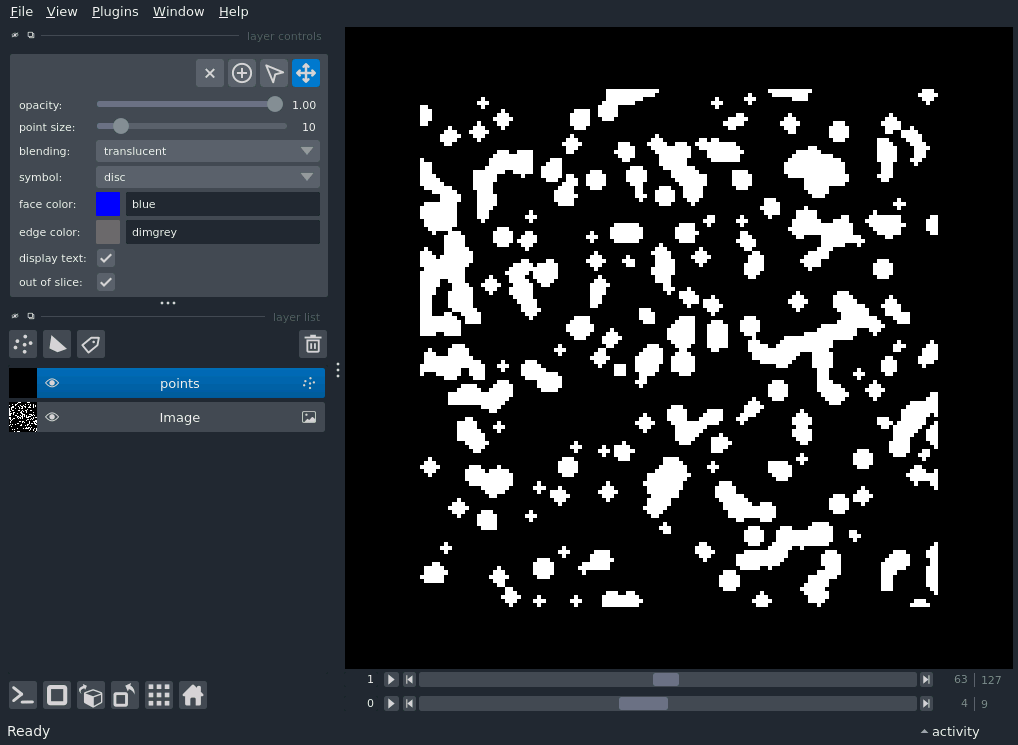 File View Plugins Window Help
layer controls
opacity: 1.00
point size: 10
blending: translucent
symbol: disc
face color: blue
edge color: dimgrey
display text:
out of slice:
layer list
points
Image
1 63 127
0 4 9
Ready activity